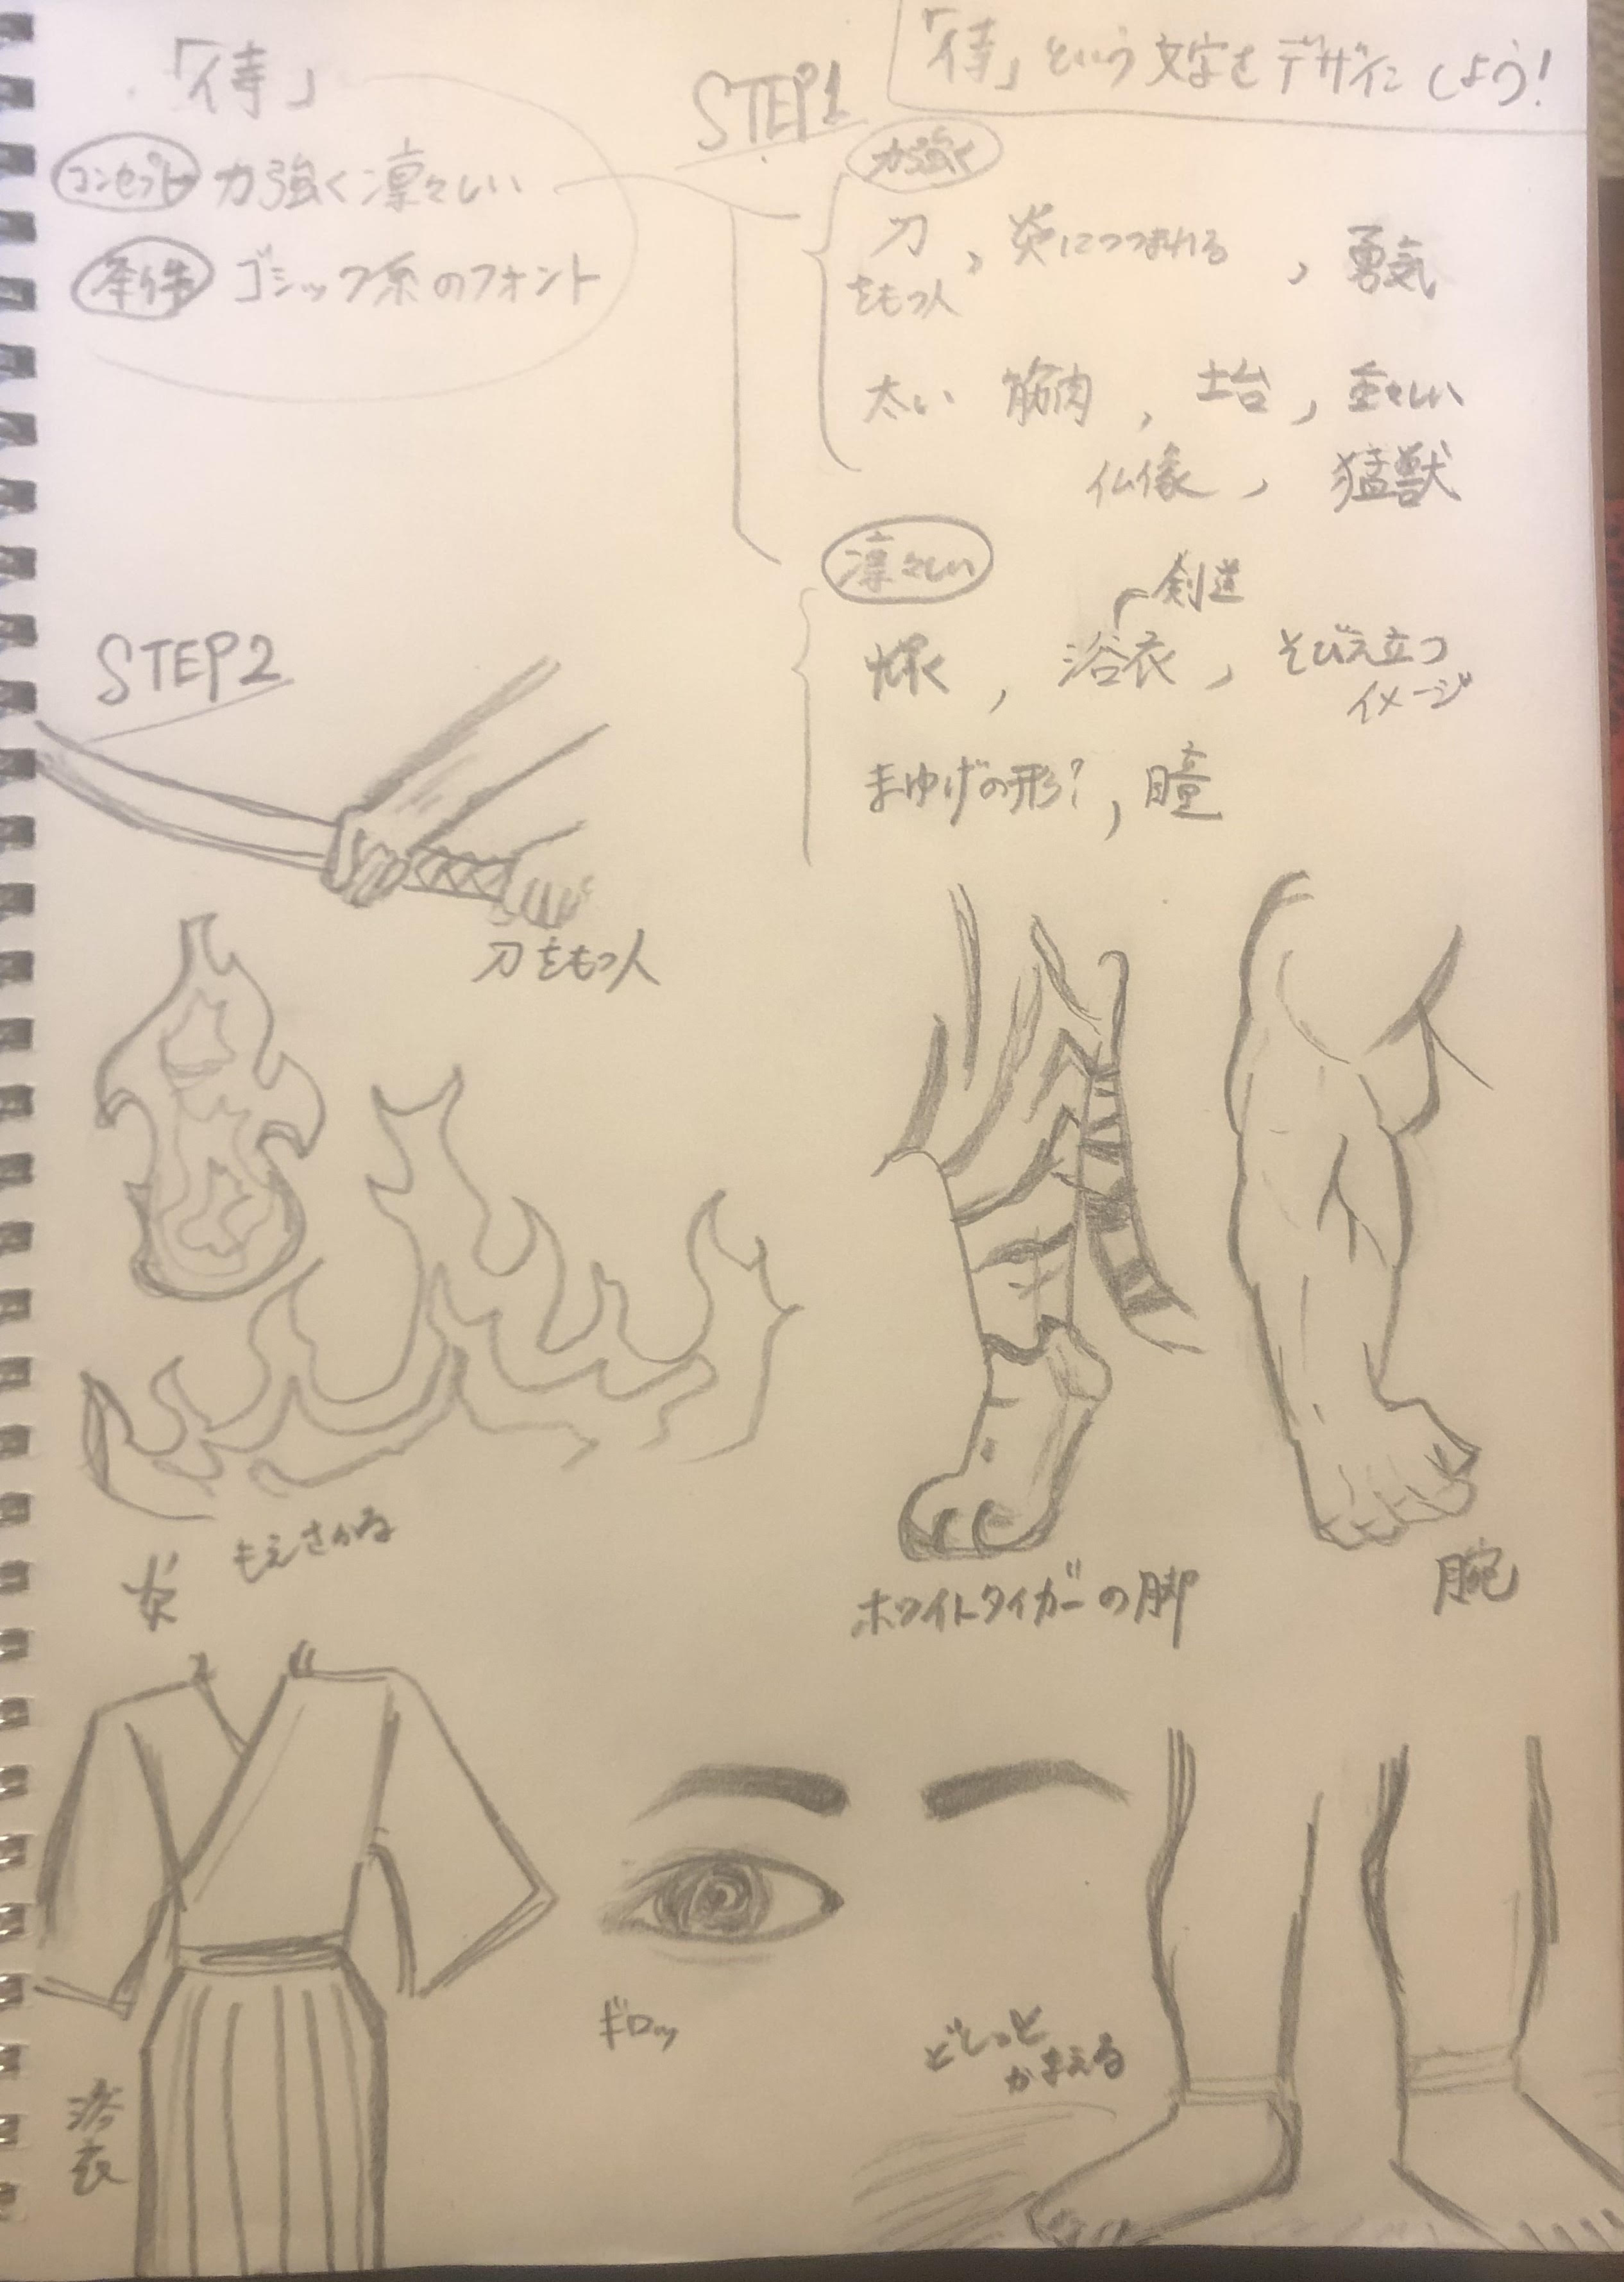 「侍」という文字をデザインしよう!
「侍」
コンセプト 力強く凛々しい
条件 ゴシック系のフォント
STEP1
力強く
刀をもつ人, 炎につつまれる, 勇気
太い 筋肉, 土台, 重々しい
仏像, 猛獣
凛々しい
剣道
輝く, 浴衣, そびえ立つ
イメージ
まゆげの形?, 瞳
STEP2
刀をもつ人
炎 もえさかる
ホワイトタイガーの脚
腕
浴衣
ギロッ
どしっと
かまえる